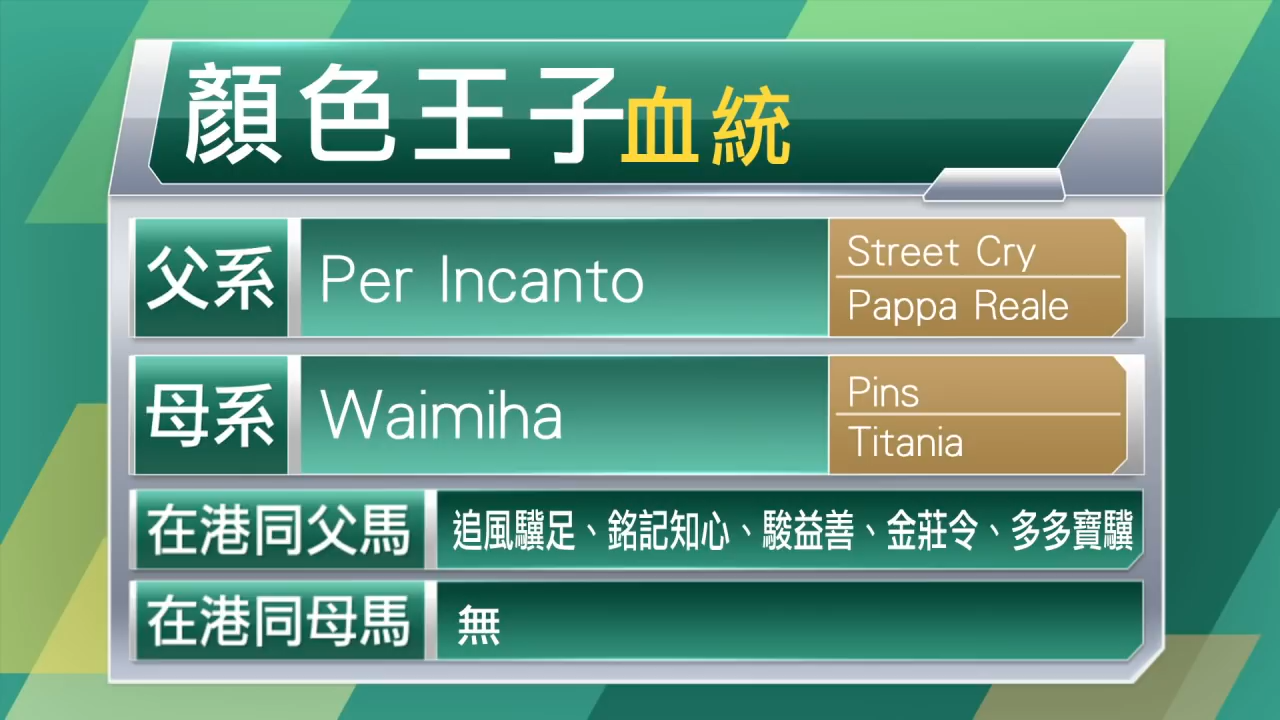 顏色王子血統
父系 Per Incanto Street Cry
Pappa Reale
母系 Waimiha Pins
Titania
在港同父馬 追風驥足、銘記知心、駿益善、金莊令、多多寶驥
在港同母馬 無